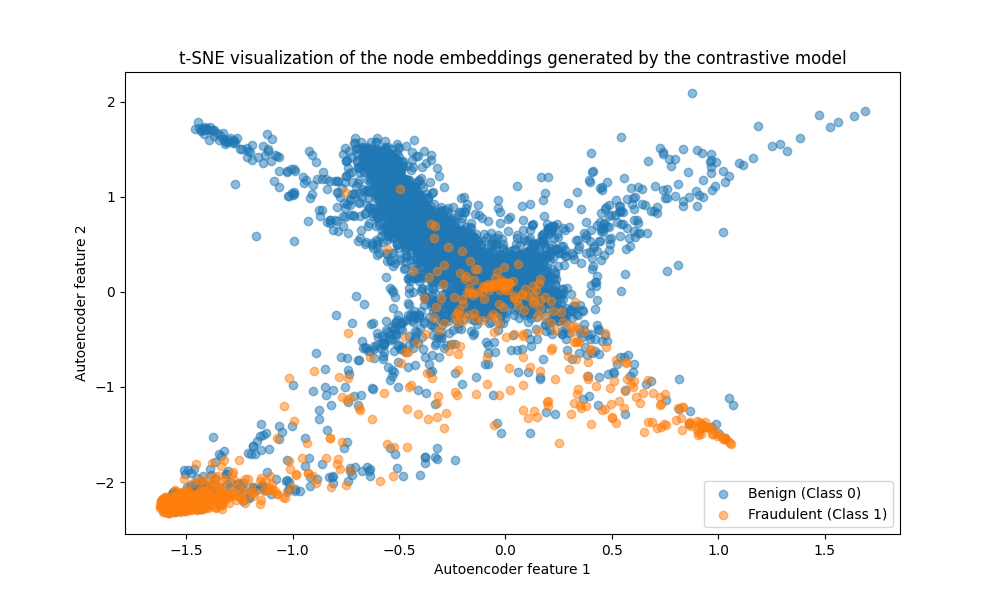 t-SNE visualization of the node embeddings generated by the contrastive model
Autoencoder feature 2
2
1
0
−1
−2
−1.5
−1.0
−0.5
0.0
0.5
1.0
1.5
Autoencoder feature 1
Benign (Class 0)
Fraudulent (Class 1)